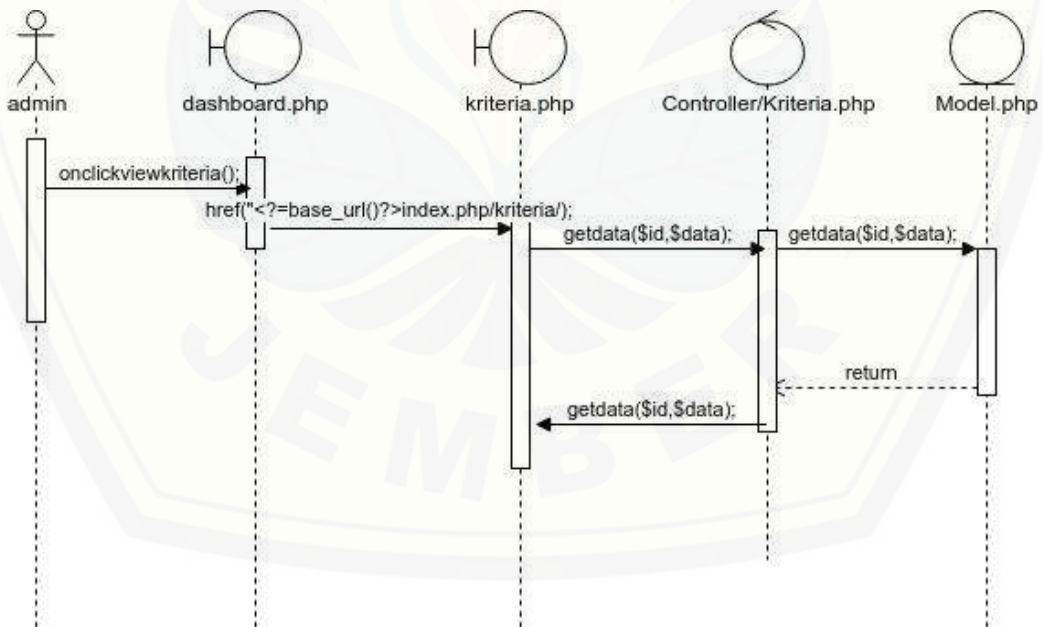 admin
dashboard.php
kriteria.php
Controller/Kriteria.php
Model.php
onclickviewkriteria();
href("<?=base_url()?>index.php/kriteria/);
getdata($id,$data);
getdata($id,$data);
return
getdata($id,$data);
JEMBER